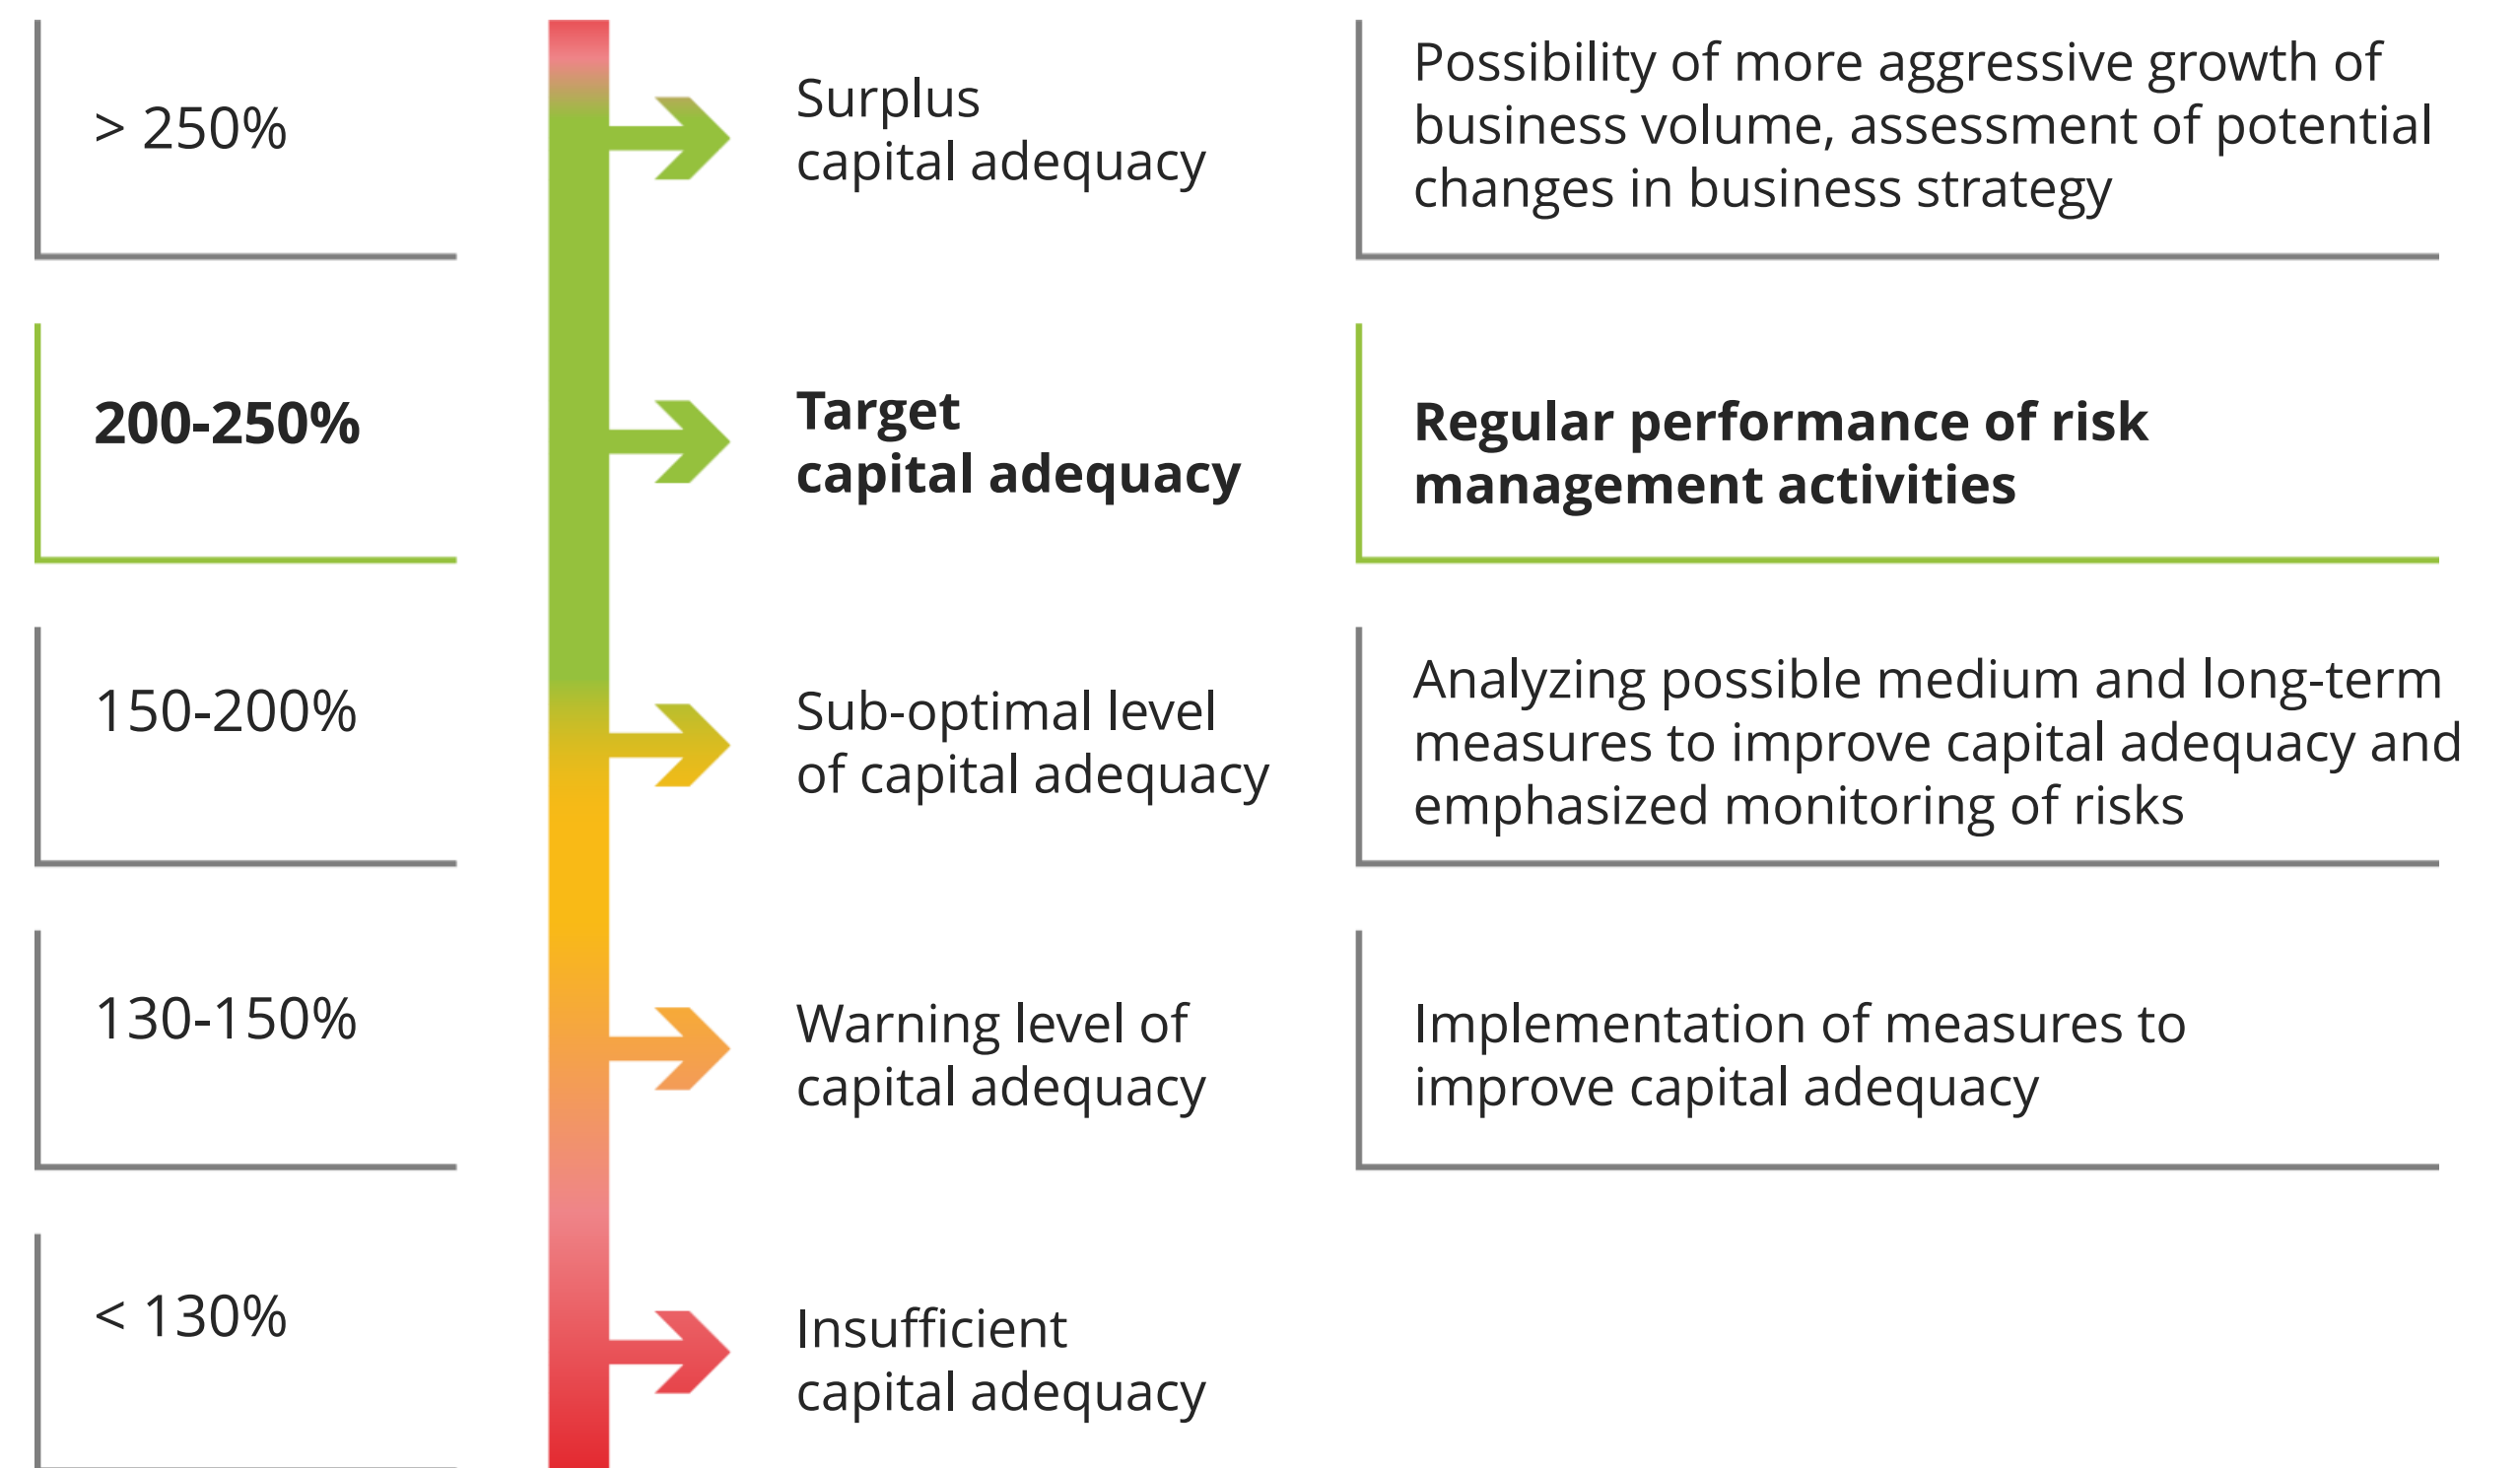 > 250%
Surplus
capital adequacy
Possibility of more aggressive growth of
business volume, assessment of potential
changes in business strategy
200-250%
Target
capital adequacy
Regular performance of risk
management activities
150-200%
Sub-optimal level
of capital adequacy
Analyzing possible medium and long-term
measures to improve capital adequacy and
emphasized monitoring of risks
130-150%
Warning level of
capital adequacy
Implementation of measures to
improve capital adequacy
< 130%
Insufficient
capital adequacy